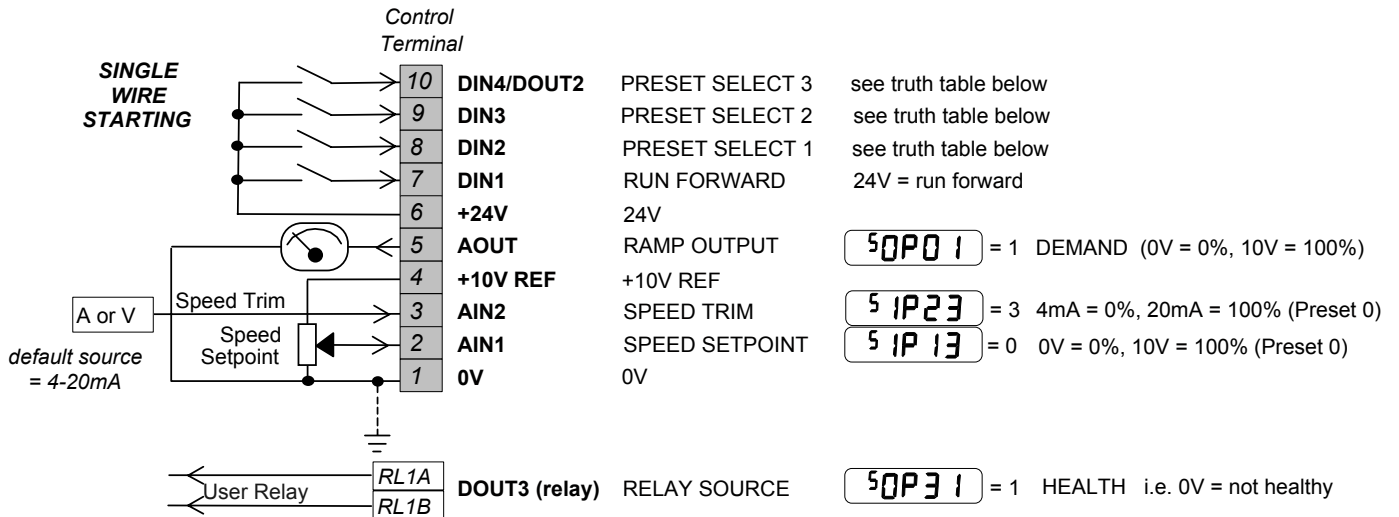 Control
Terminal
SINGLE
WIRE
STARTING
10 DIN4/DOUT2 PRESET SELECT 3 see truth table below
9 DIN3 PRESET SELECT 2 see truth table below
8 DIN2 PRESET SELECT 1 see truth table below
7 DIN1 RUN FORWARD 24V = run forward
6 +24V 24V
5 AOUT RAMP OUTPUT SOP01 = 1 DEMAND (0V = 0%, 10V = 100%)
4 +10V REF +10V REF
A or V Speed Trim 3 AIN2 SPEED TRIM SIP23 = 3 4mA = 0%, 20mA = 100% (Preset 0)
Speed
Setpoint 2 AIN1 SPEED SETPOINT SIP13 = 0 0V = 0%, 10V = 100% (Preset 0)
default source
= 4-20mA
1 0V 0V
RL1A
User Relay DOUT3 (relay) RELAY SOURCE SOP31 = 1 HEALTH i.e. 0V = not healthy
RL1B